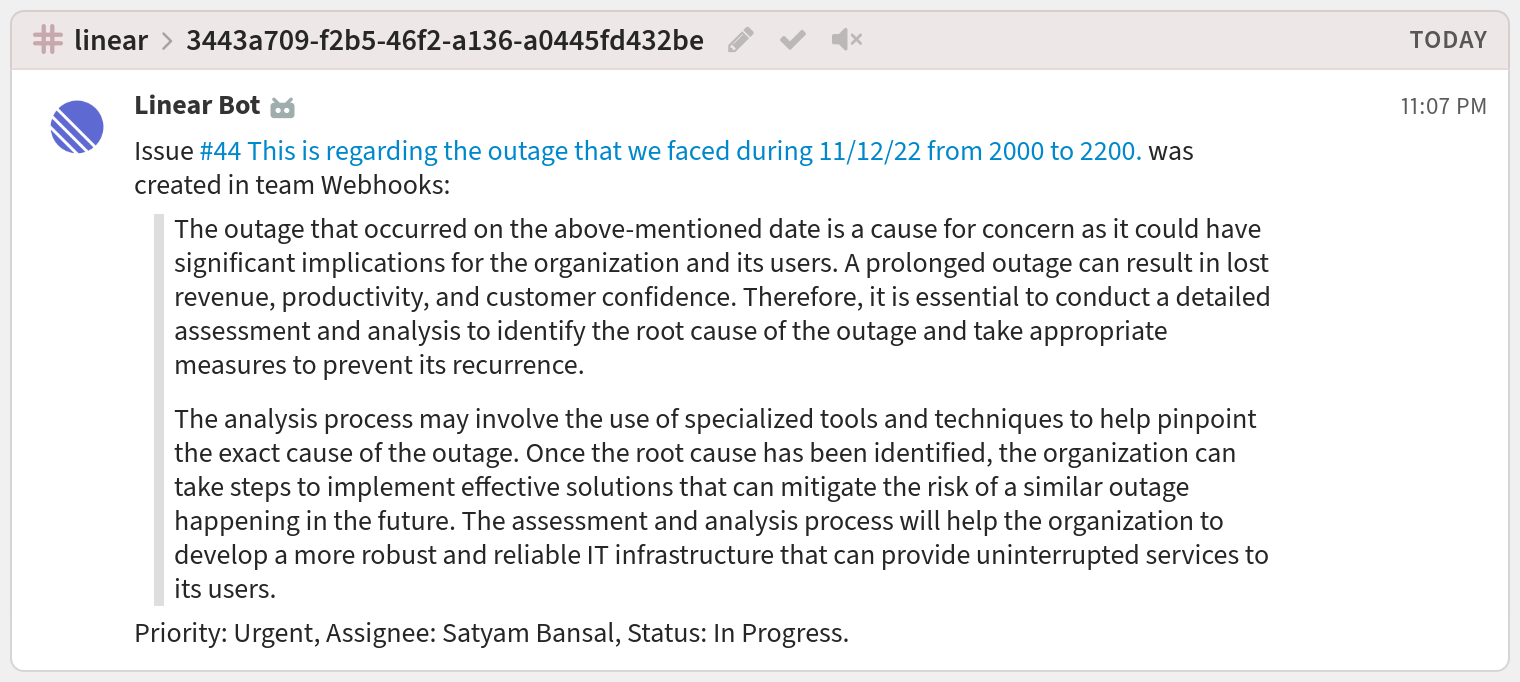 linear > 3443a709-f2b5-46f2-a136-a0445fd432be TODAY
Linear Bot 11:07 PM
Issue #44 This is regarding the outage that we faced during 11/12/22 from 2000 to 2200. was
created in team Webhooks:
The outage that occurred on the above-mentioned date is a cause for concern as it could have
significant implications for the organization and its users. A prolonged outage can result in lost
revenue, productivity, and customer confidence. Therefore, it is essential to conduct a detailed
assessment and analysis to identify the root cause of the outage and take appropriate
measures to prevent its recurrence.
The analysis process may involve the use of specialized tools and techniques to help pinpoint
the exact cause of the outage. Once the root cause has been identified, the organization can
take steps to implement effective solutions that can mitigate the risk of a similar outage
happening in the future. The assessment and analysis process will help the organization to
develop a more robust and reliable IT infrastructure that can provide uninterrupted services to
its users.
Priority: Urgent, Assignee: Satyam Bansal, Status: In Progress.